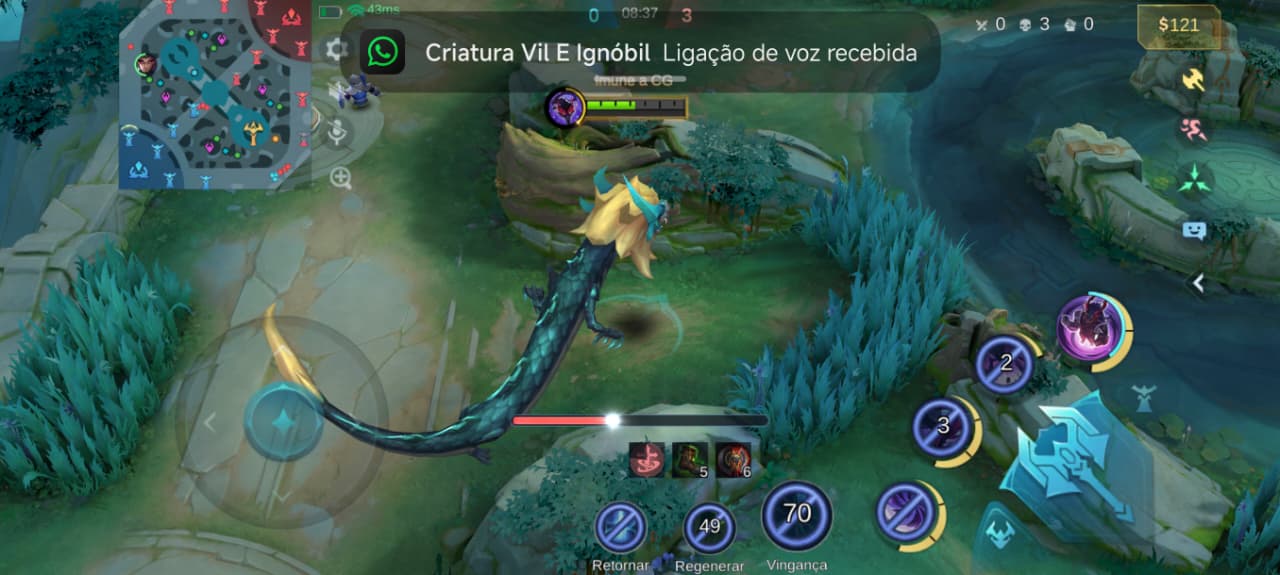 43ms
0 08:37 3
0 3 0
$121
Criatura Vil E Ignóbil Ligação de voz recebida
Imune a CG
2
3
5 6
49 70
Retornar Regenerar Vingança